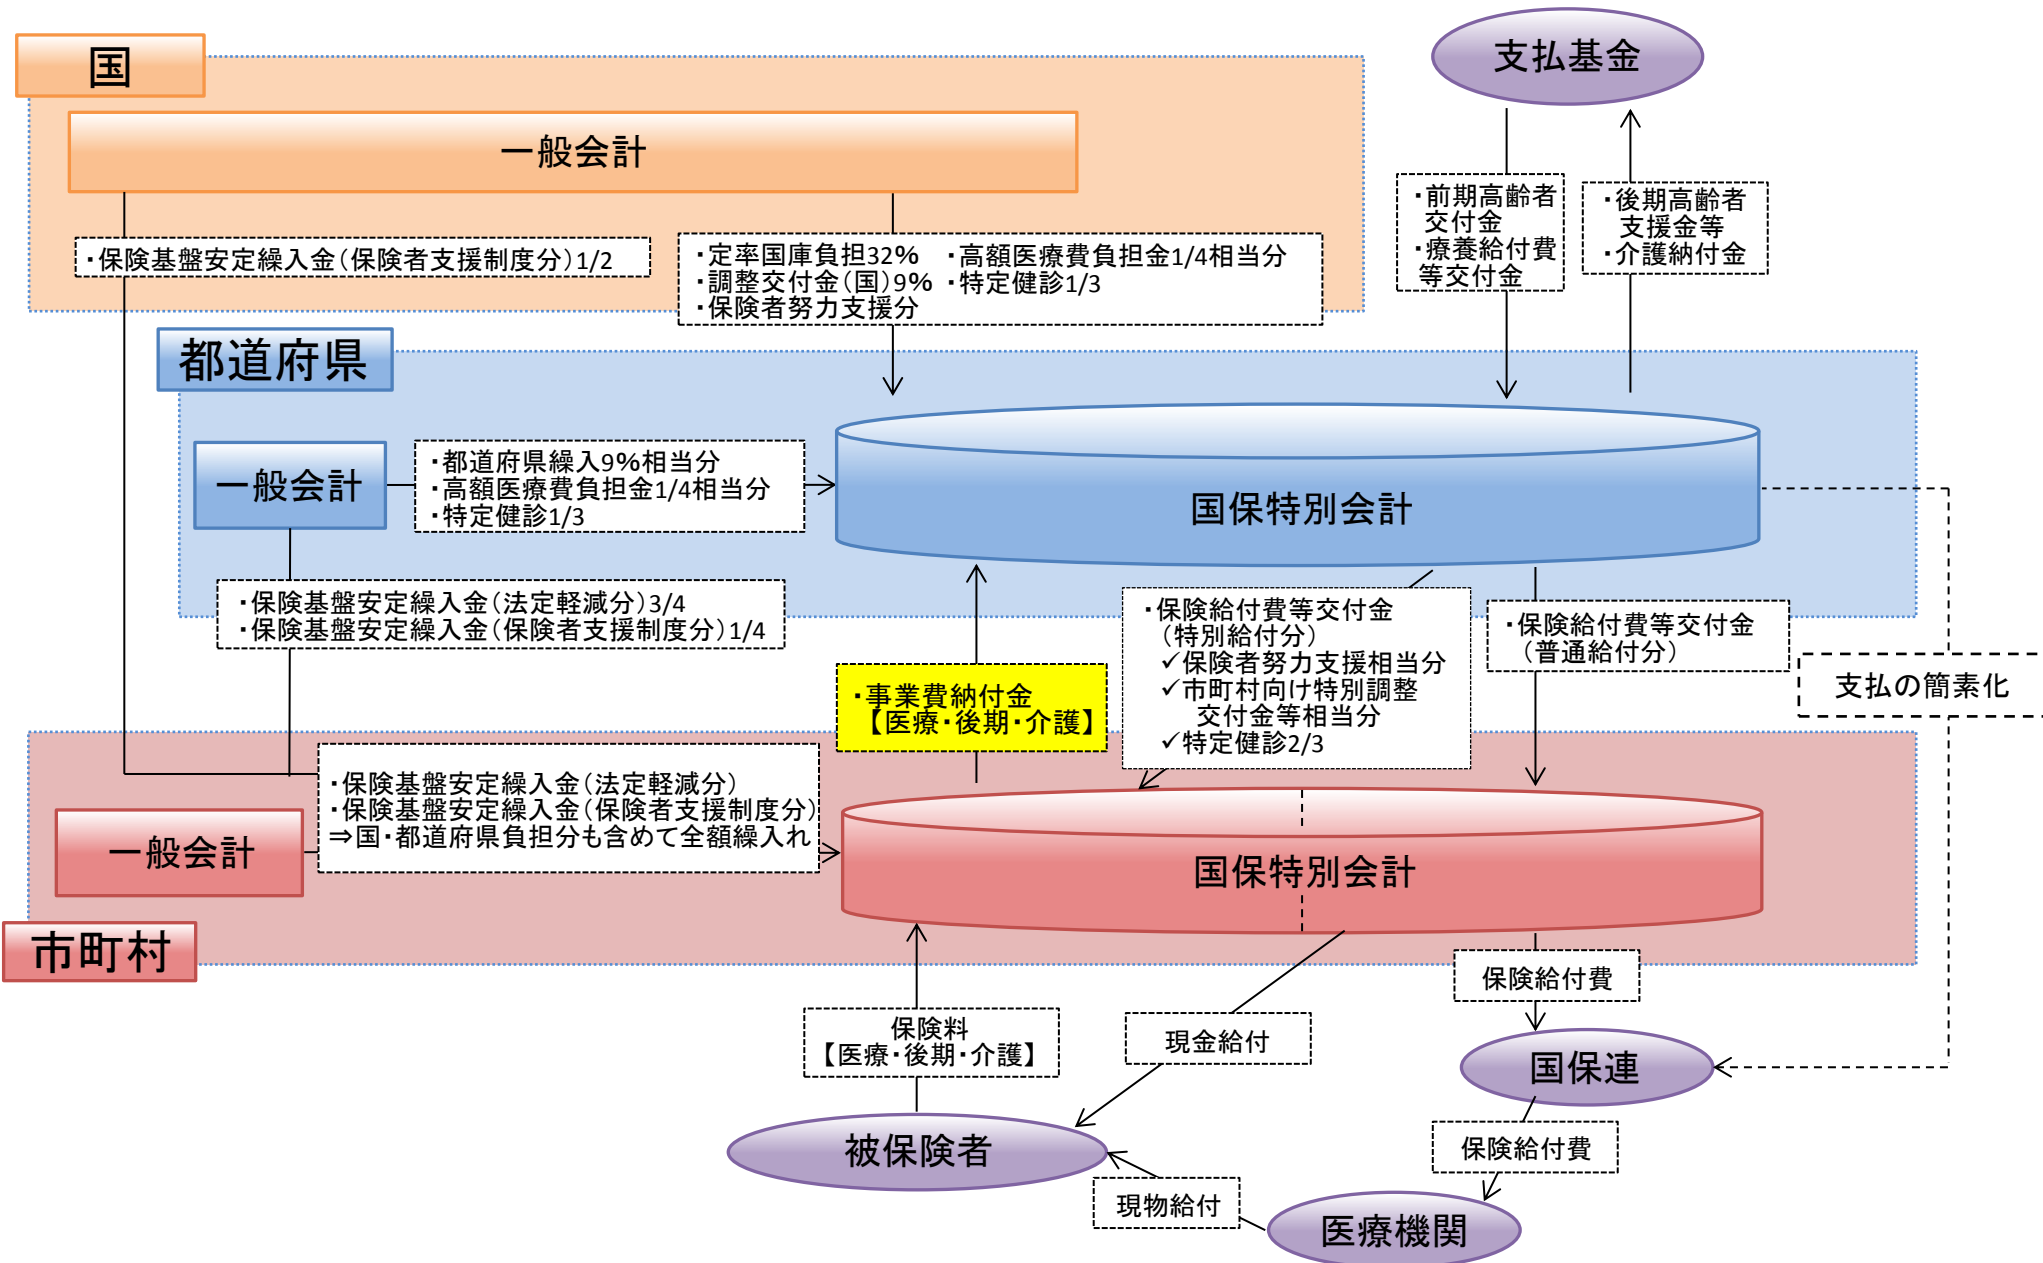 国
一般会計
・保険基盤安定繰入金（保険者支援制度分）1/2
・定率国庫負担32%
・調整交付金（国）9%
・保険者努力支援分
・高額医療費負担金1/4相当分
・特定健診1/3
支払基金
・前期高齢者
交付金
・療養給付費
等交付金
・後期高齢者
支援金等
・介護納付金
都道府県
一般会計
・都道府県繰入9%相当分
・高額医療費負担金1/4相当分
・特定健診1/3
国保特別会計
・保険基盤安定繰入金（法定軽減分）3/4
・保険基盤安定繰入金（保険者支援制度分）1/4
・事業費納付金
【医療・後期・介護】
・保険給付費等交付金
（特別給付分）
✓保険者努力支援相当分
✓市町村向け特別調整
交付金等相当分
✓特定健診2/3
・保険給付費等交付金
（普通給付分）
支払の簡素化
・保険基盤安定繰入金（法定軽減分）
・保険基盤安定繰入金（保険者支援制度分）
⇒国・都道府県負担分も含めて全額繰入れ
一般会計
国保特別会計
市町村
保険料
【医療・後期・介護】
現金給付
保険給付費
国保連
被保険者
保険給付費
現物給付
医療機関